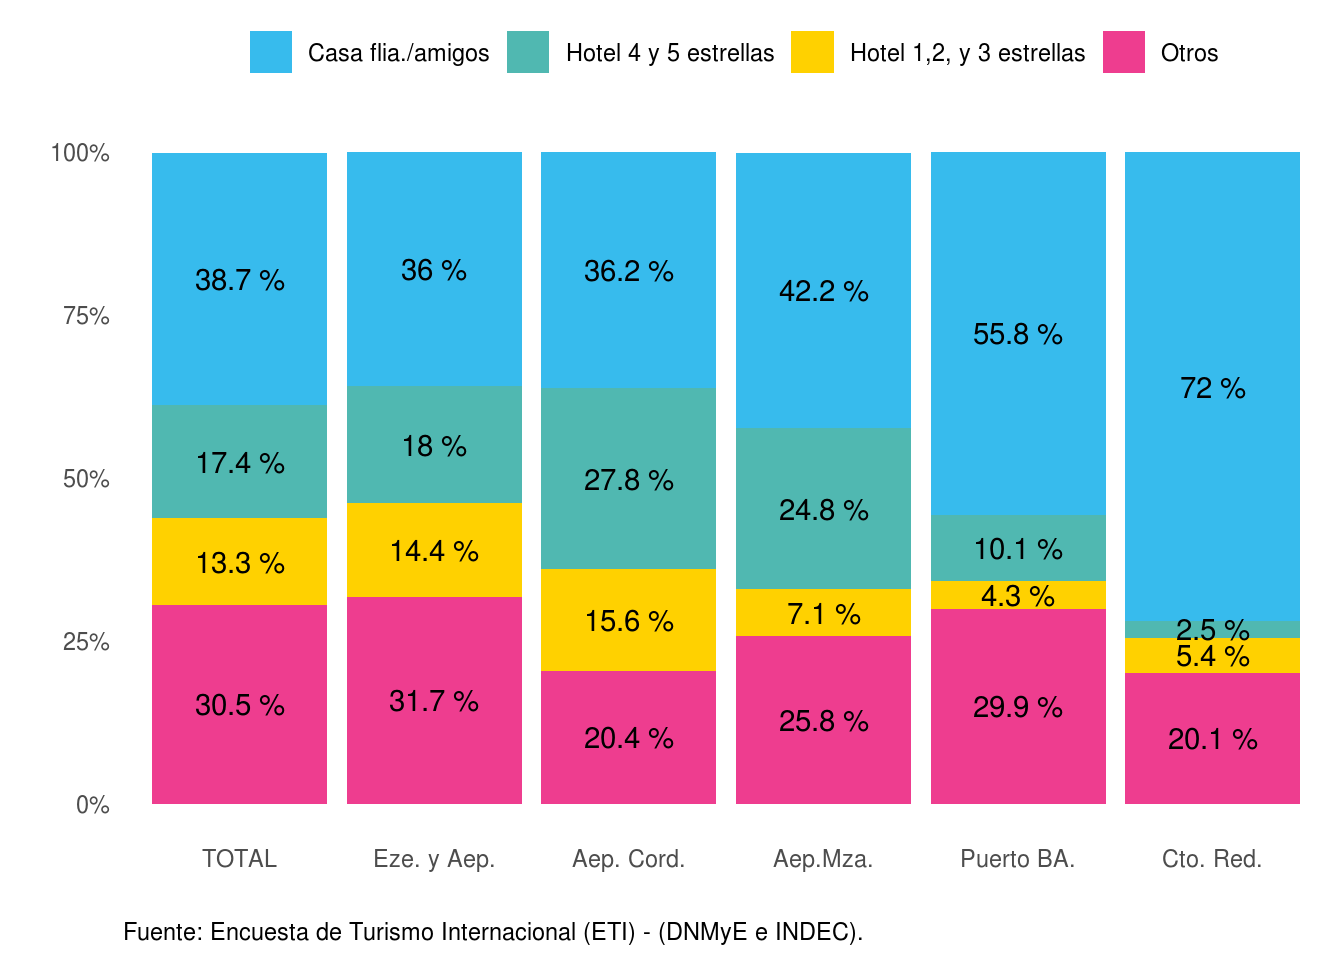 Casa flia./amigos Hotel 4 y 5 estrellas Hotel 1,2, y 3 estrellas Otros
100%
75%
50%
25%
0%
38.7 % 36 % 36.2 % 42.2 % 55.8 % 72 %
17.4 % 18 % 27.8 % 24.8 % 10.1 % 2.5 %
13.3 % 14.4 % 15.6 % 7.1 % 4.3 % 5.4 %
30.5 % 31.7 % 20.4 % 25.8 % 29.9 % 20.1 %
TOTAL Eze. y Aep. Aep. Cord. Aep.Mza. Puerto BA. Cto. Red.
Fuente: Encuesta de Turismo Internacional (ETI) - (DNMyE e INDEC).